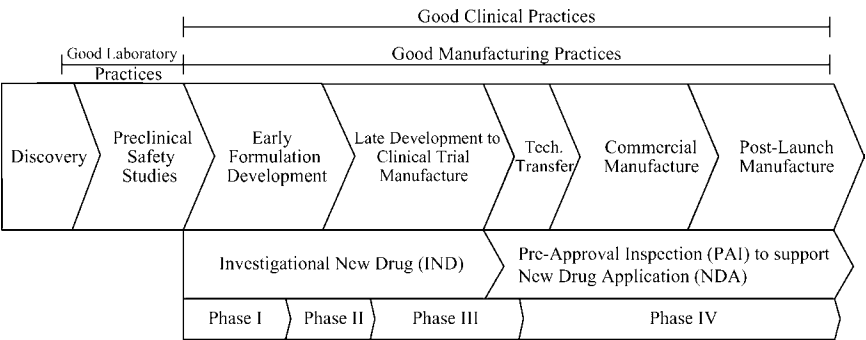 Good Clinical Practices
Good Laboratory
Practices
Good Manufacturing Practices
Discovery
Preclinical
Safety
Studies
Early
Formulation
Development
Late Development to
Clinical Trial
Manufacture
Tech.
Transfer
Commercial
Manufacture
Post-Launch
Manufacture
Investigational New Drug (IND)
Pre-Approval Inspection (PAI) to support
New Drug Application (NDA)
Phase I
Phase II
Phase III
Phase IV